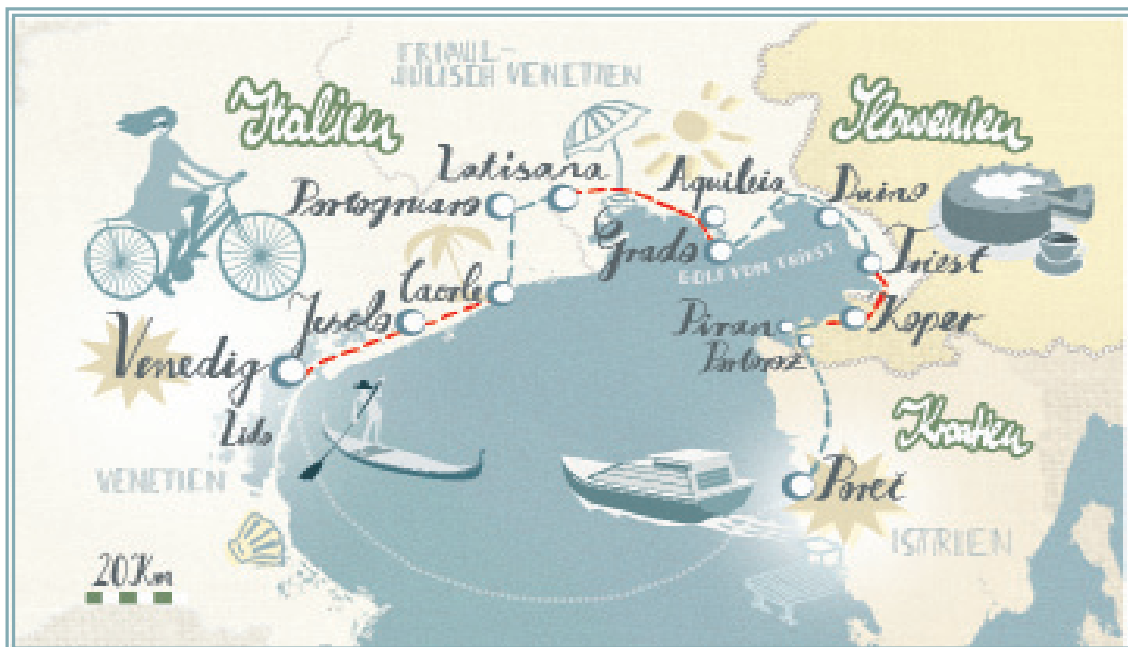 FRIAUL-
JULISCH VENETIEN
Italien
Slowenien
Latisana
Portogruaro
Aquileia
Duino
Grado
GOLF VON TRIEST
Triest
Caorle
Jesolo
Piran
Koper
Portoroz
Venedig
Lido
Kroatien
VENETIEN
Poreč
ISTRIEN
20 Km